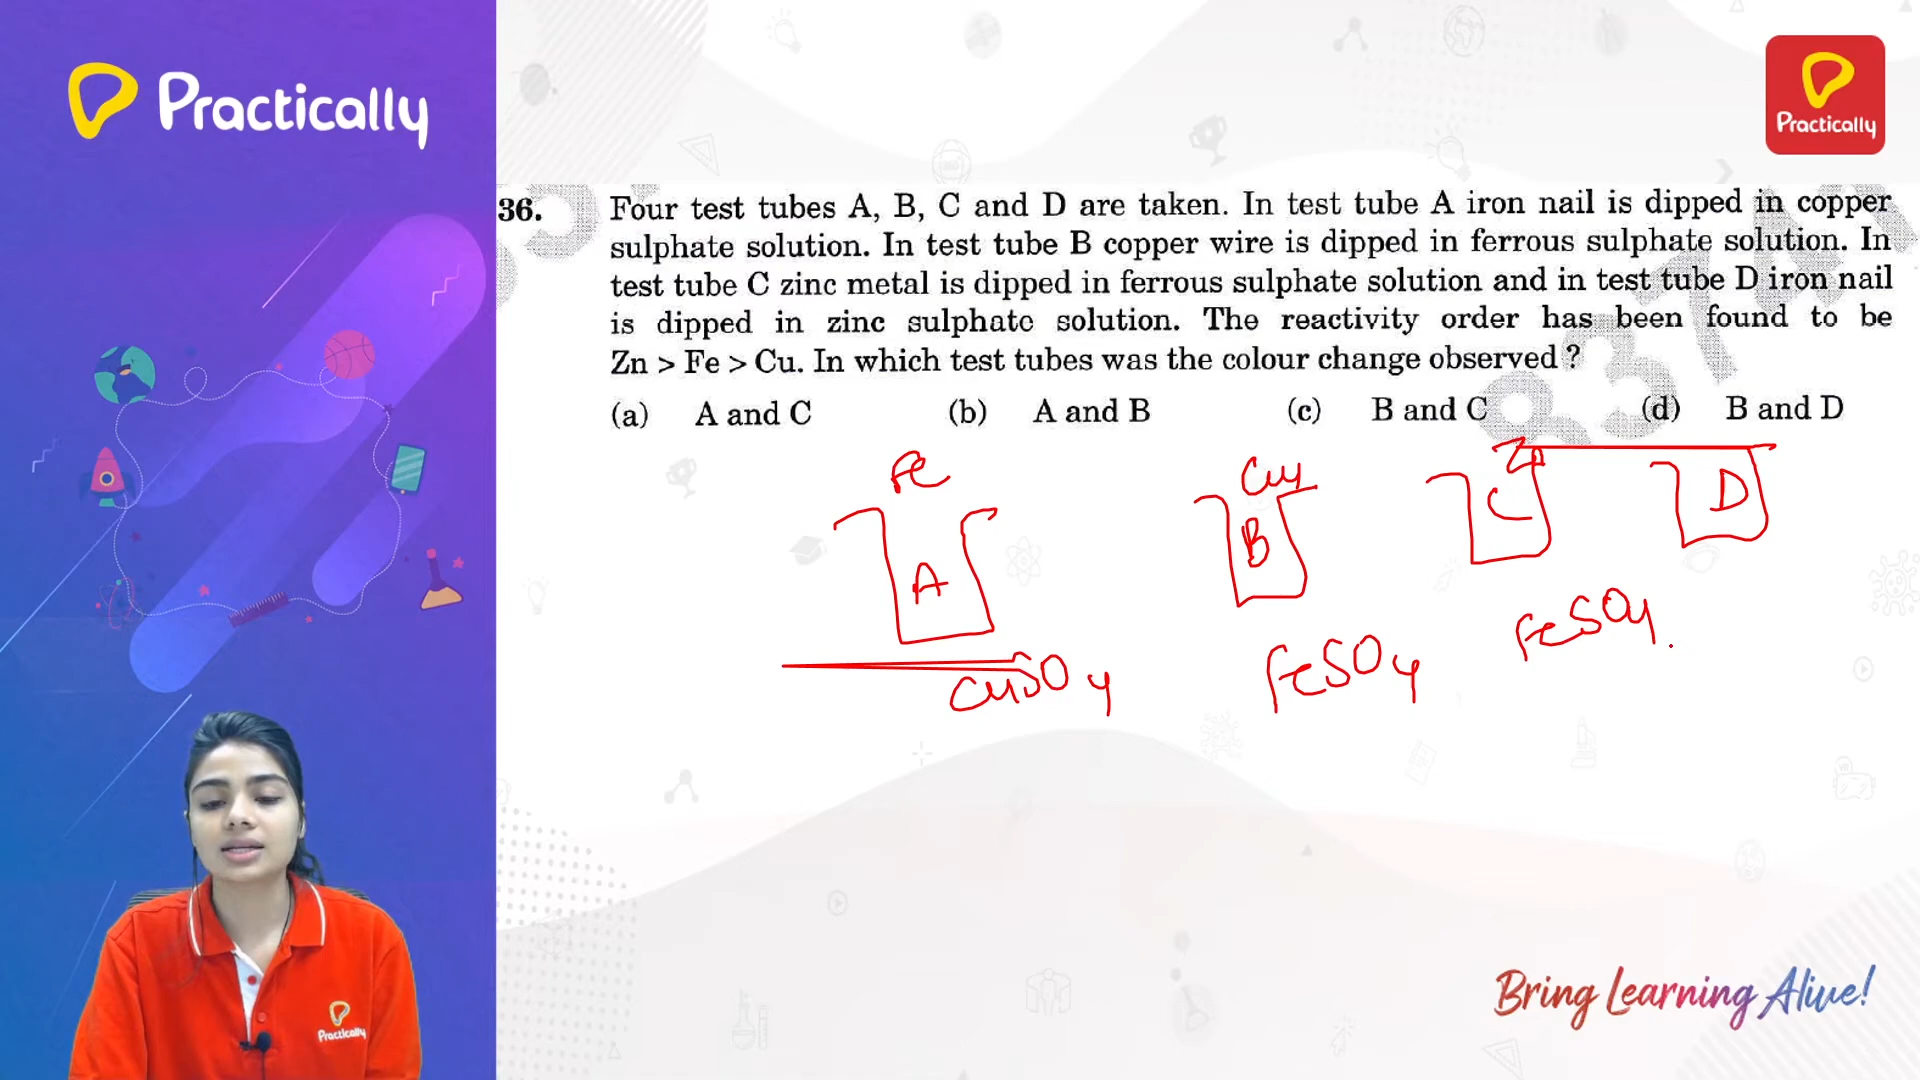 Practically
Practically
36. Four test tubes A, B, C and D are taken. In test tube A iron nail is dipped in copper
sulphate solution. In test tube B copper wire is dipped in ferrous sulphate solution. In
test tube C zinc metal is dipped in ferrous sulphate solution and in test tube D iron nail
is dipped in zinc sulphate solution. The reactivity order has been found to be
Zn > Fe > Cu. In which test tubes was the colour change observed ?
(a) A and C (b) A and B (c) B and C (d) B and D
Fe Cu Zn
A B C D
CuSO4 FeSO4 FeSO4.
Practically
Bring Learning Alive!